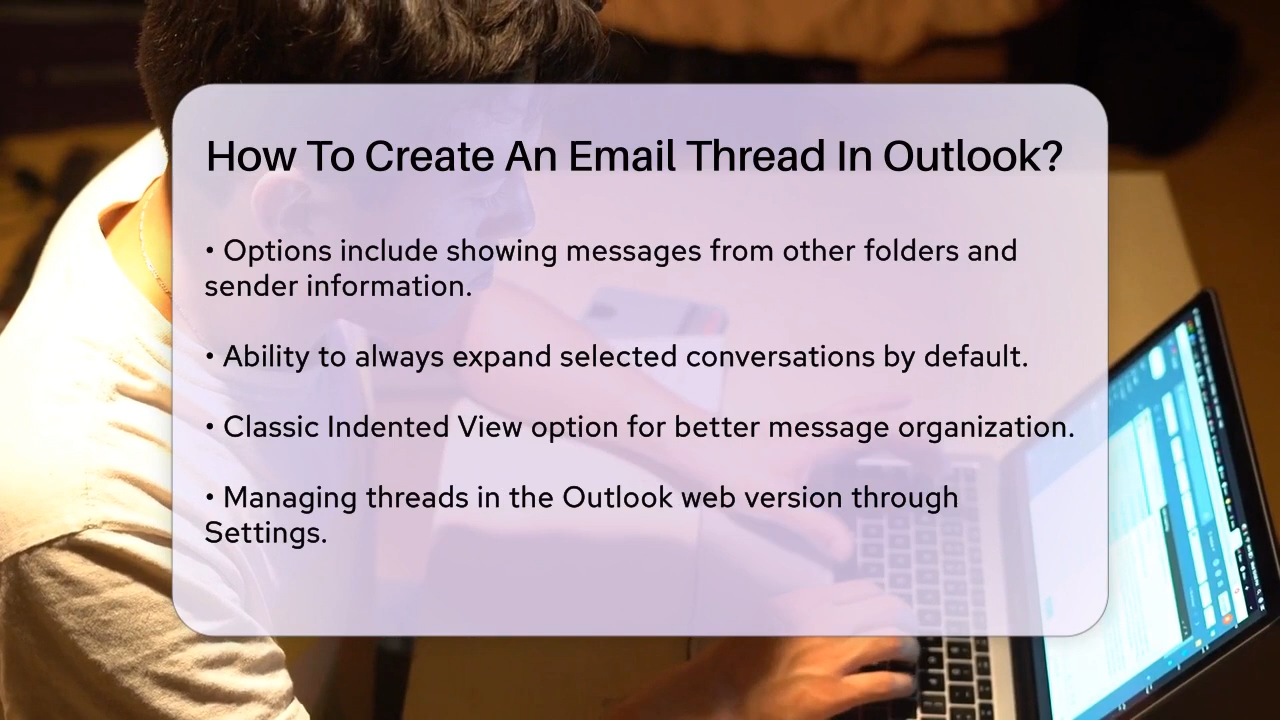 How To Create An Email Thread In Outlook?
• Options include showing messages from other folders and
sender information.
• Ability to always expand selected conversations by default.
• Classic Indented View option for better message organization.
• Managing threads in the Outlook web version through
Settings.